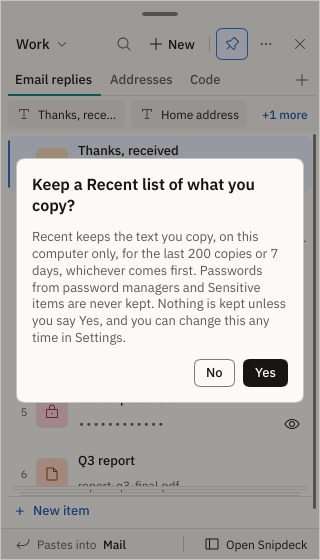 Work
New
Email replies Addresses Code
Thanks, rece... Home address +1 more
Thanks, received
Keep a Recent list of what you
copy?
Recent keeps the text you copy, on this
computer only, for the last 200 copies or 7
days, whichever comes first. Passwords
from password managers and Sensitive
items are never kept. Nothing is kept unless
you say Yes, and you can change this any
time in Settings.
No Yes
5
••••••••••••
Q3 report
6
report-q3-final.pdf
+ New item
Pastes into Mail Open Snipdeck